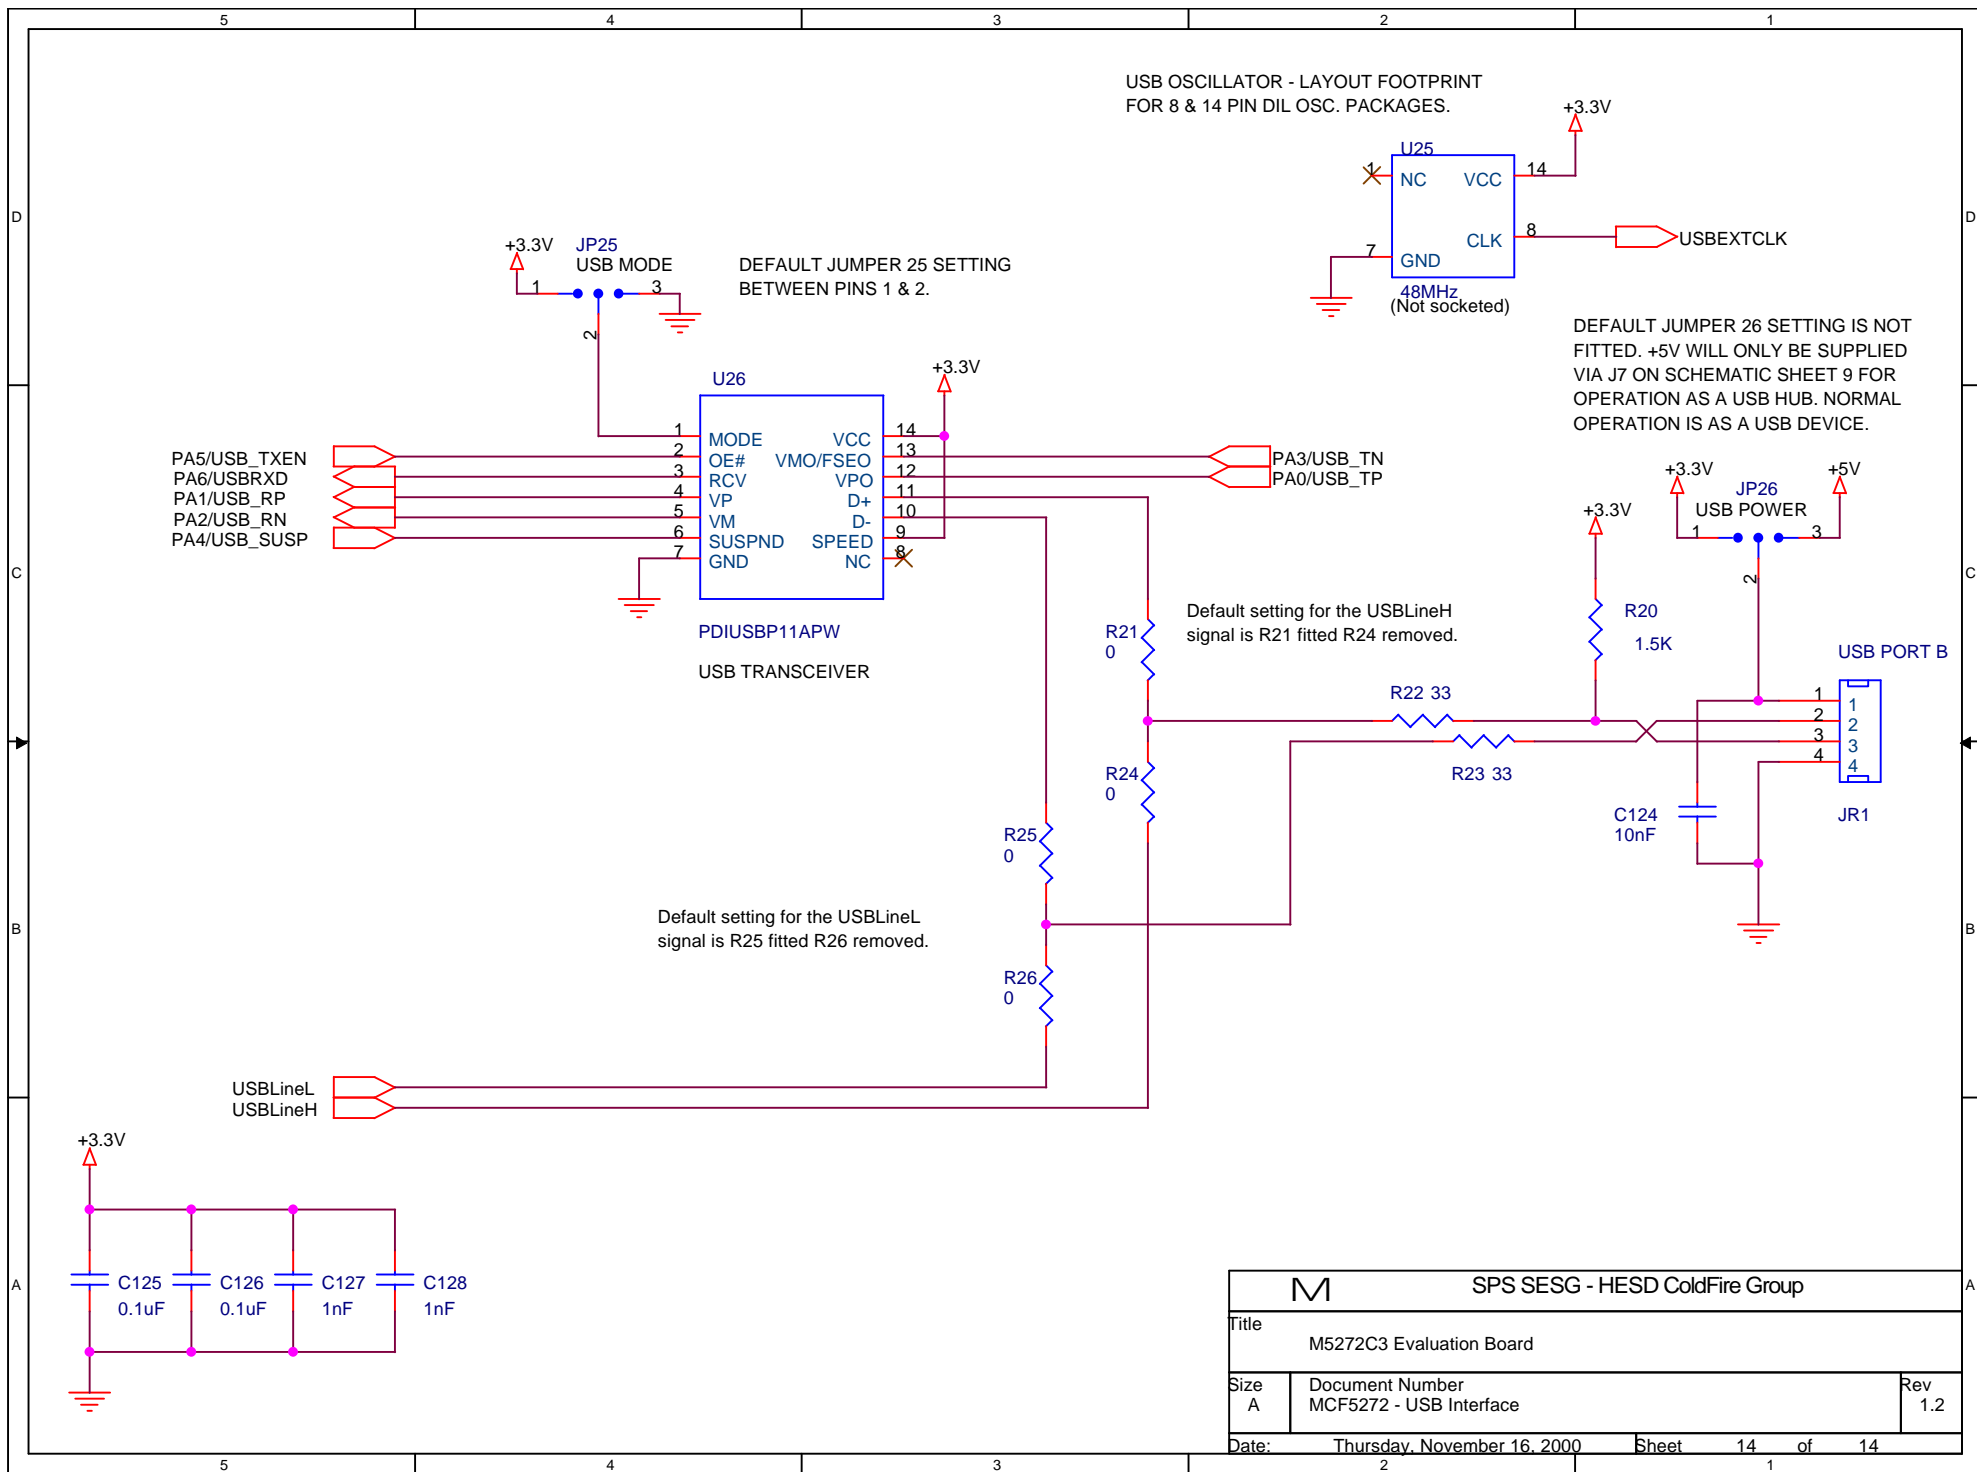 5 4 3 2 1
USB OSCILLATOR - LAYOUT FOOTPRINT
FOR 8 & 14 PIN DIL OSC. PACKAGES.
+3.3V
U25
1 NC VCC 14
CLK 8
USBEXTCLK
7 GND
48MHz
(Not socketed)
D D
+3.3V
JP25
USB MODE
1 3
2
DEFAULT JUMPER 25 SETTING
BETWEEN PINS 1 & 2.
DEFAULT JUMPER 26 SETTING IS NOT
FITTED. +5V WILL ONLY BE SUPPLIED
VIA J7 ON SCHEMATIC SHEET 9 FOR
OPERATION AS A USB HUB. NORMAL
OPERATION IS AS A USB DEVICE.
U26
+3.3V
PA5/USB_TXEN
PA6/USBRXD
PA1/USB_RP
PA2/USB_RN
PA4/USB_SUSP
1 MODE VCC 14
2 OE# VMO/FSEO 13
3 RCV VPO 12
4 VP D+ 11
5 VM D- 10
6 SUSPND SPEED 9
7 GND NC 8
PA3/USB_TN
PA0/USB_TP
PDIUSBP11APW
USB TRANSCEIVER
+3.3V
+3.3V
JP26
USB POWER
+5V
1 3
2
C C
R20
1.5K
R21
0
Default setting for the USBLineH
signal is R21 fitted R24 removed.
USB PORT B
R22 33
R23 33
1 1
2 2
3 3
4 4
JR1
R24
0
C124
10nF
R25
0
Default setting for the USBLineL
signal is R25 fitted R26 removed.
B B
R26
0
USBLineL
USBLineH
+3.3V
C125
0.1uF
C126
0.1uF
C127
1nF
C128
1nF
A A
M SPS SESG - HESD ColdFire Group
Title
M5272C3 Evaluation Board
Size
A
Document Number
MCF5272 - USB Interface
Rev
1.2
Date: Thursday, November 16, 2000 Sheet 14 of 14
5 4 3 2 1